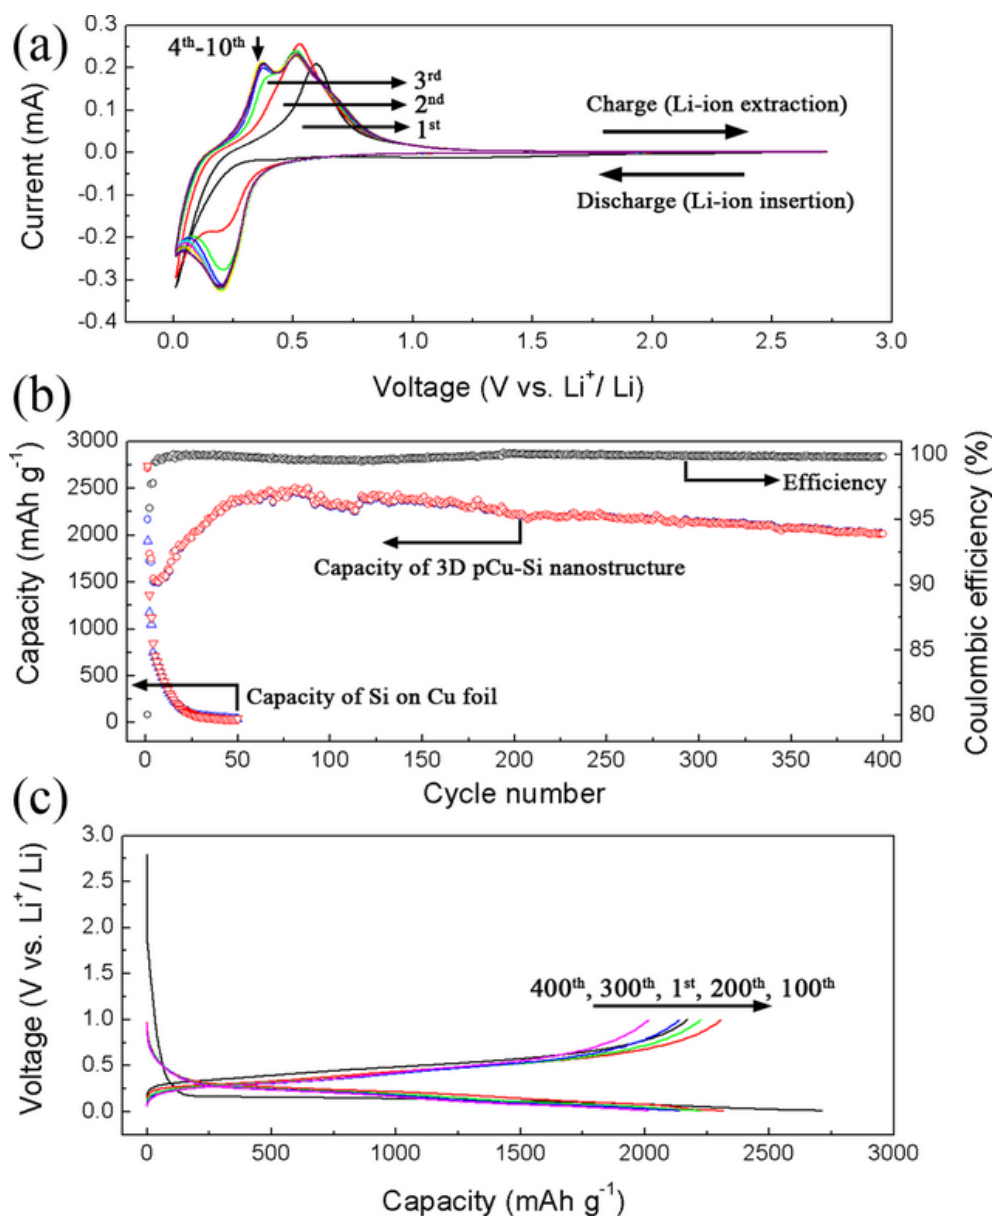 (a)
4th-10th
3rd
2nd
1st
Charge (Li-ion extraction)
Discharge (Li-ion insertion)
Current (mA)
0.3
0.2
0.1
0.0
-0.1
-0.2
-0.3
-0.4
0.0 0.5 1.0 1.5 2.0 2.5 3.0
Voltage (V vs. Li+/ Li)
(b)
Capacity (mAh g-1)
3000
2500
2000
1500
1000
500
0
Efficiency
Capacity of 3D pCu-Si nanostructure
Capacity of Si on Cu foil
100
95
90
85
80
Coulombic efficiency (%)
0 50 100 150 200 250 300 350 400
Cycle number
(c)
Voltage (V vs. Li+/ Li)
3.0
2.5
2.0
1.5
1.0
0.5
0.0
400th, 300th, 1st, 200th, 100th
0 500 1000 1500 2000 2500 3000
Capacity (mAh g-1)